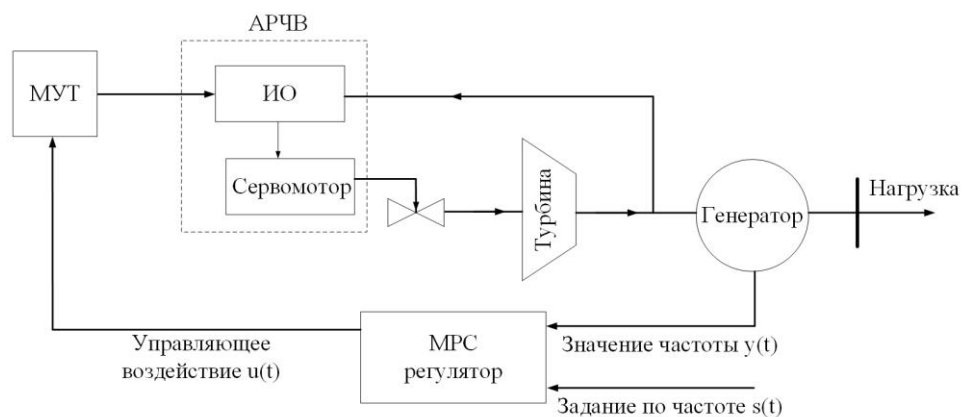 АРЧВ
МУТ
ИО
Сервомотор
Турбина
Генератор
Нагрузка
МРС
регулятор
Управляющее
воздействие u(t)
Значение частоты y(t)
Задание по частоте s(t)